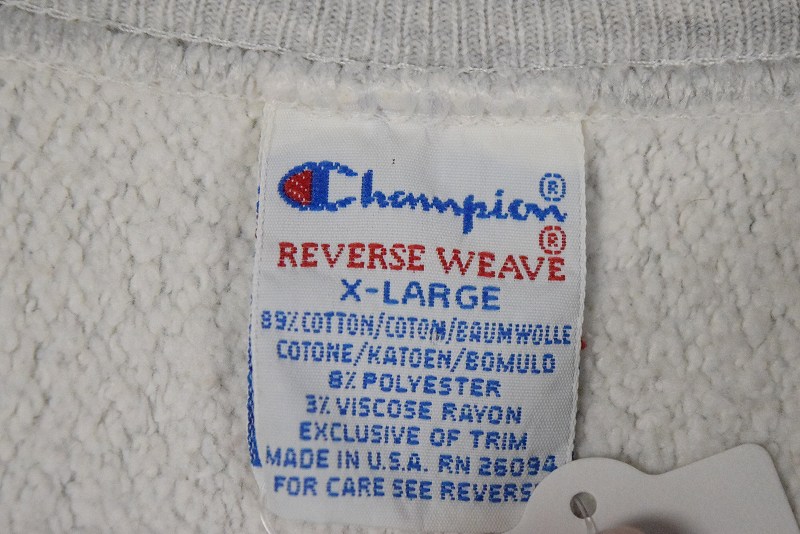 Champion®
REVERSE WEAVE®
X-LARGE
89% COTTON/COTON/BAUMWOLLE
COTONE/KATOEN/BOMULD
8% POLYESTER
3% VISCOSE RAYON
EXCLUSIVE OF TRIM
MADE IN U.S.A. RN 26094
FOR CARE SEE REVERS